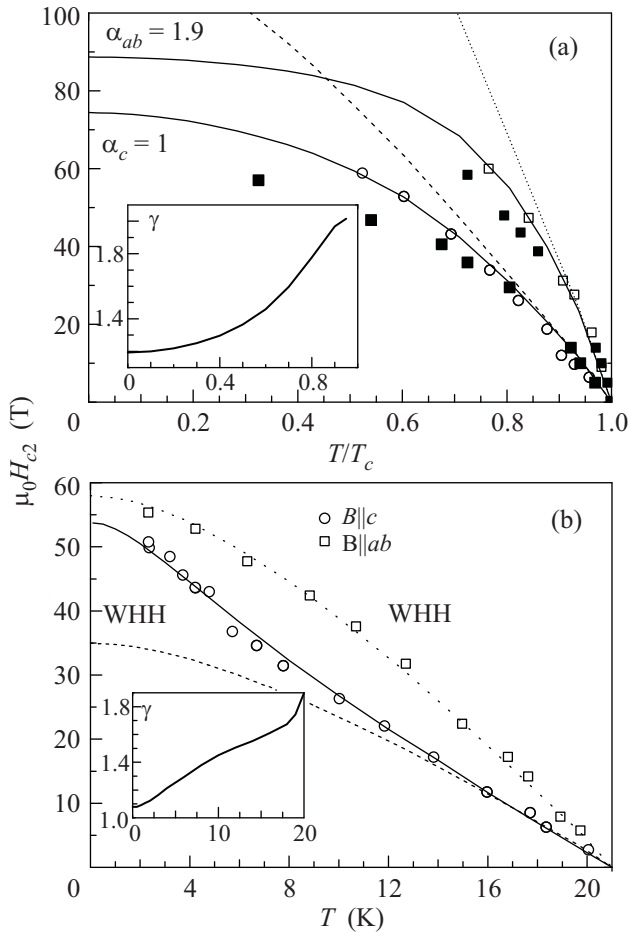 100
α_ab = 1.9
(a)
80
α_c = 1
60
γ
1.8
40
1.4
20
0 0.4 0.8
0 0.2 0.4 0.6 0.8 1.0
T/T_c
μ₀H_c2 (T)
60
B||c
(b)
50
B||ab
40
WHH
WHH
30
1.8 γ
20
1.4
10
1.0
0 10 20
0 4 8 12 16 20
T (K)